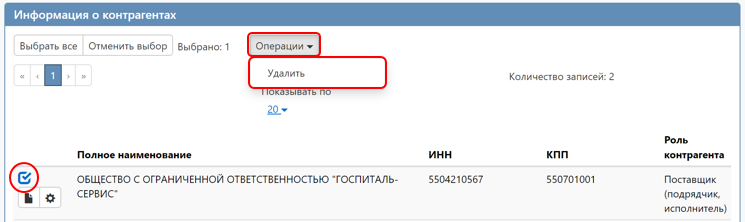 Информация о контрагентах
Выбрать все Отменить выбор Выбрано: 1 Операции
Удалить
« ‹ 1 › » Количество записей: 2
Показывать по
20
Полное наименование ИНН КПП Роль контрагента
ОБЩЕСТВО С ОГРАНИЧЕННОЙ ОТВЕТСТВЕННОСТЬЮ "ГОСПИТАЛЬ-
СЕРВИС" 5504210567 550701001 Поставщик
(подрядчик,
исполнитель)